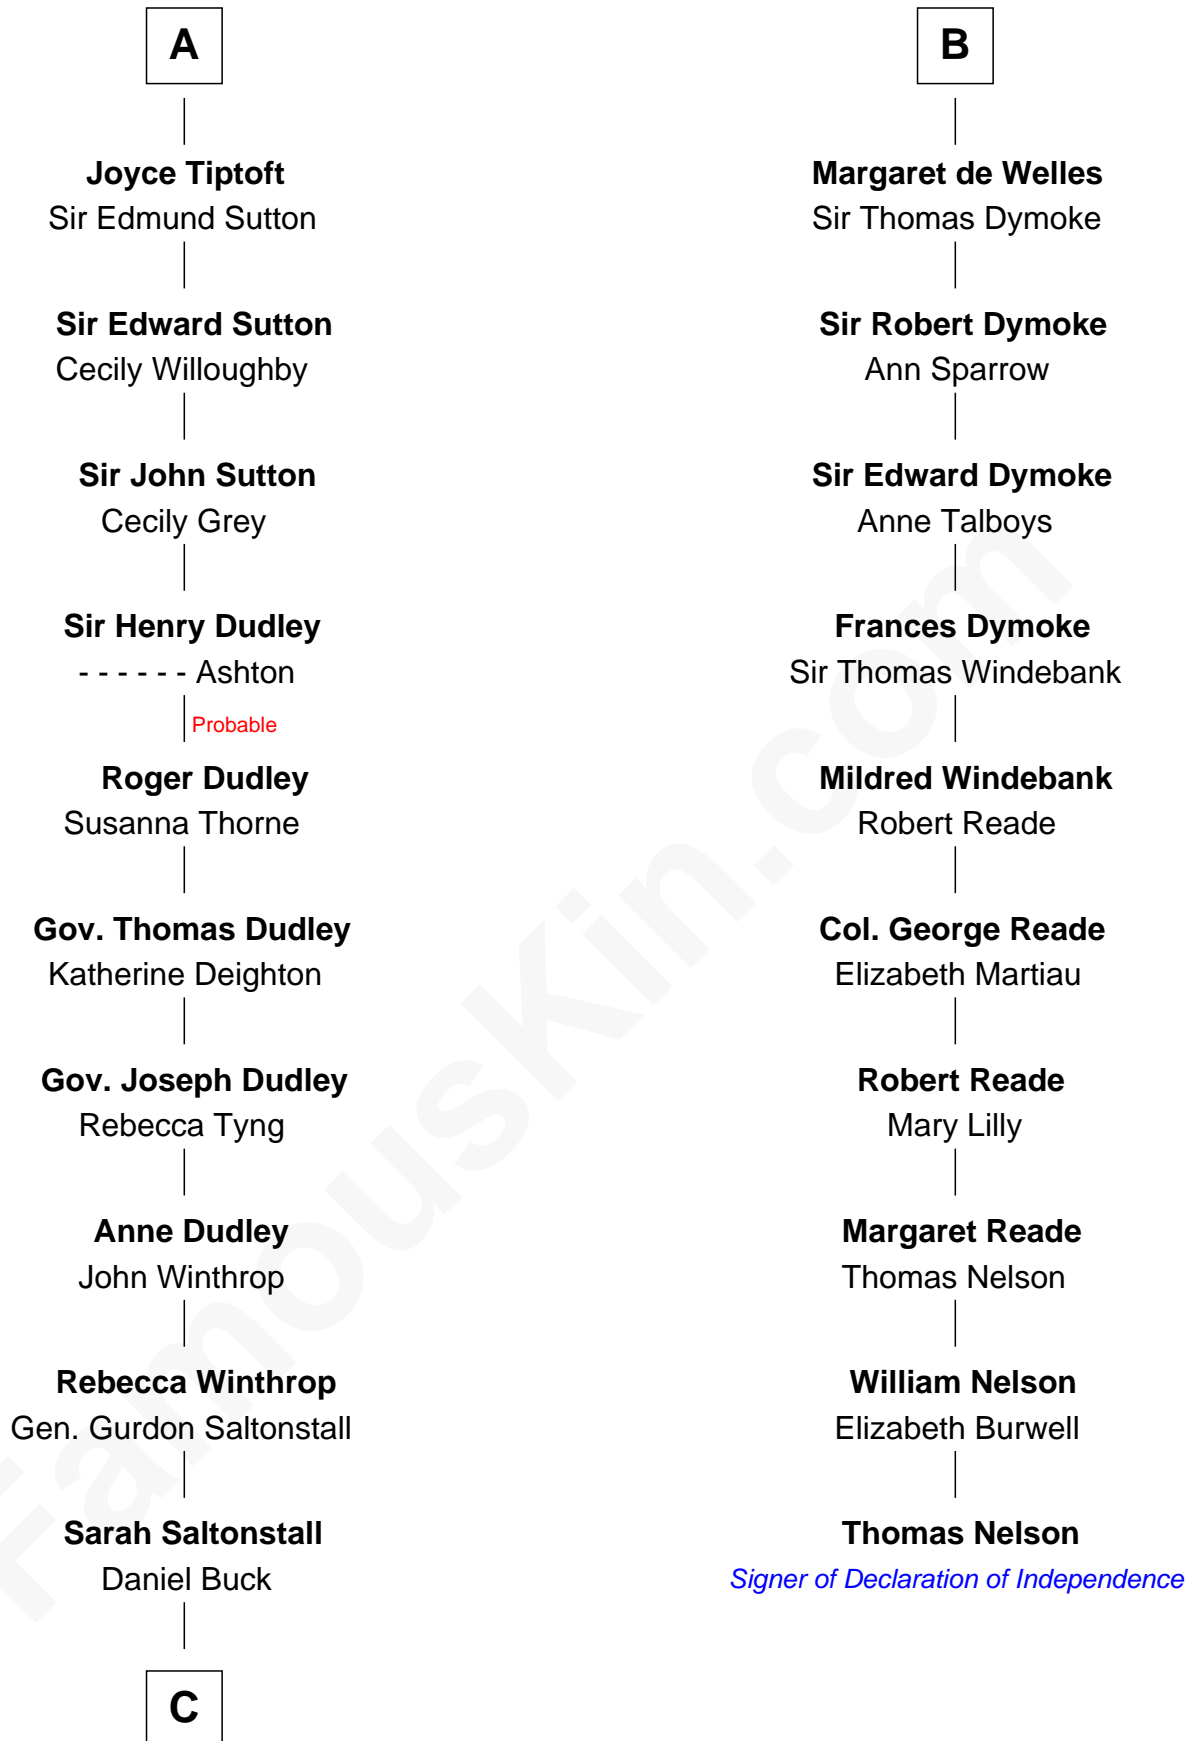 A
Joyce Tiptoft
Sir Edmund Sutton
Sir Edward Sutton
Cecily Willoughby
Sir John Sutton
Cecily Grey
Sir Henry Dudley
- - - - - - Ashton
Probable
Roger Dudley
Susanna Thorne
Gov. Thomas Dudley
Katherine Deighton
Gov. Joseph Dudley
Rebecca Tyng
Anne Dudley
John Winthrop
Rebecca Winthrop
Gen. Gurdon Saltonstall
Sarah Saltonstall
Daniel Buck
C
B
Margaret de Welles
Sir Thomas Dymoke
Sir Robert Dymoke
Ann Sparrow
Sir Edward Dymoke
Anne Talboys
Frances Dymoke
Sir Thomas Windebank
Mildred Windebank
Robert Reade
Col. George Reade
Elizabeth Martiau
Robert Reade
Mary Lilly
Margaret Reade
Thomas Nelson
William Nelson
Elizabeth Burwell
Thomas Nelson
Signer of Declaration of Independence
FamousKin.com